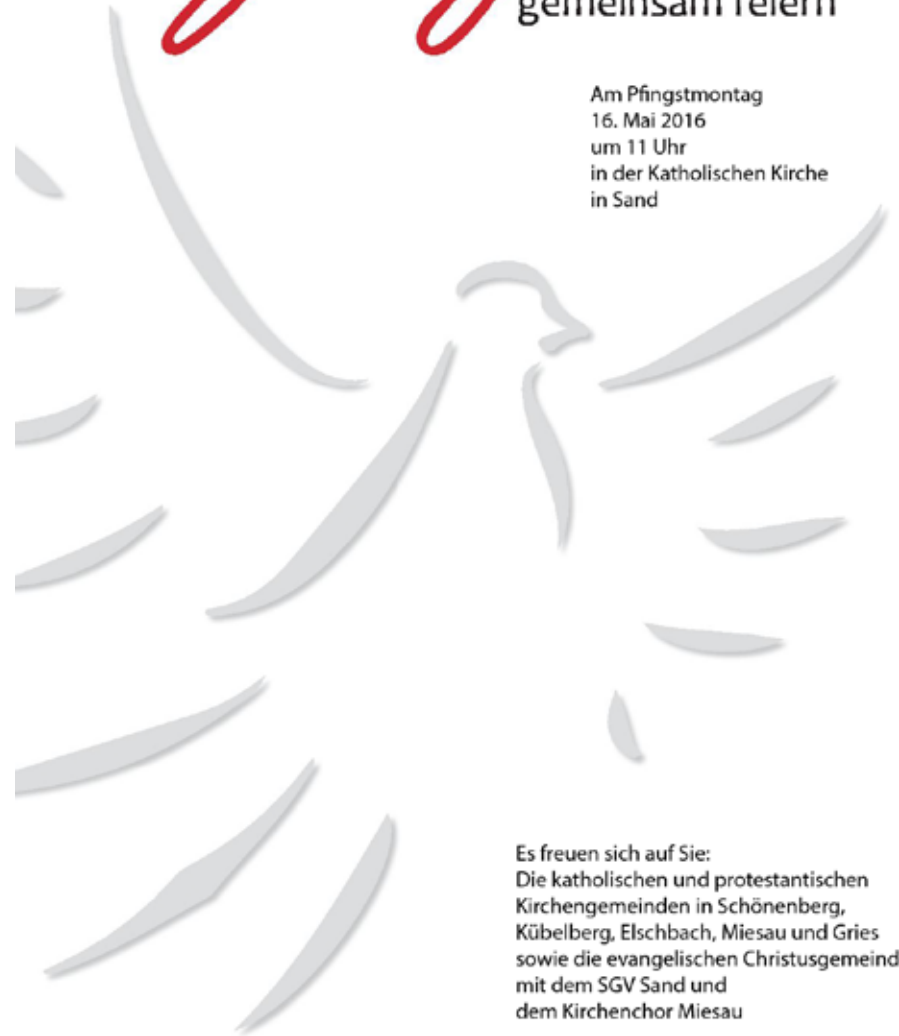 gemeinsam feiern
Am Pfingstmontag
16. Mai 2016
um 11 Uhr
in der Katholischen Kirche
in Sand
Es freuen sich auf Sie:
Die katholischen und protestantischen
Kirchengemeinden in Schönenberg,
Kübelberg, Elschbach, Miesau und Gries
sowie die evangelischen Christusgemeind
mit dem SGV Sand und
dem Kirchenchor Miesau